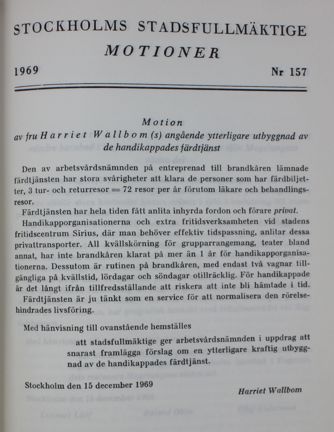 STOCKHOLMS STADSFULLMÄKTIGE
MOTIONER
1969 Nr 157
Motion
av fru Harriet Wallbom (s) angående ytterligare utbyggnad av
de handikappades färdtjänst
Den av arbetsvårdsnämnden på entreprenad till brandkåren lämnade
färdtjänsten har stora svårigheter att klara de personer som har färdbiljet-
ter, 3 tur- och returresor = 72 resor per år förutom läkare och behandlings-
resor.
Färdtjänsten har hela tiden fått anlita inhyrda fordon och förare privat.
Handikapporganisationerna och extra fritidsverksamheten vid stadens
fritidscentrum Sirius, där man behöver effektiv tidspassning, anlitar dessa
privattransporter. All kvällskörning för grupparrangemang, teater bland
annat, har inte brandkåren klarat på mer än 1 år för handikapporganisa-
tionerna. Dessutom är rutinen på brandkåren, med endast två vagnar till-
gängliga på kvällstid, lördagar och söndagar otillräcklig. För handikappade
är det långt ifrån tillfredsställande att riskera att inte bli hämtade i tid.
Färdtjänsten är ju tänkt som en service för att normalisera den rörelse-
hindrades livsföring.
Med hänvisning till ovanstående hemställes
att stadsfullmäktige ger arbetsvårdsnämnden i uppdrag att
snarast framlägga förslag om en ytterligare kraftig utbygg-
nad av de handikappades färdtjänst.
Stockholm den 15 december 1969
Harriet Wallbom